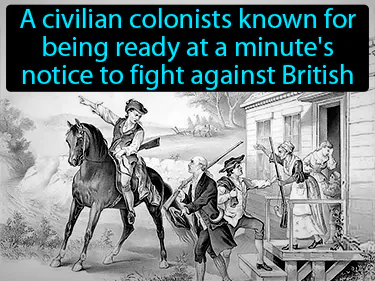 A civilian colonists known for
being ready at a minute's
notice to fight against British